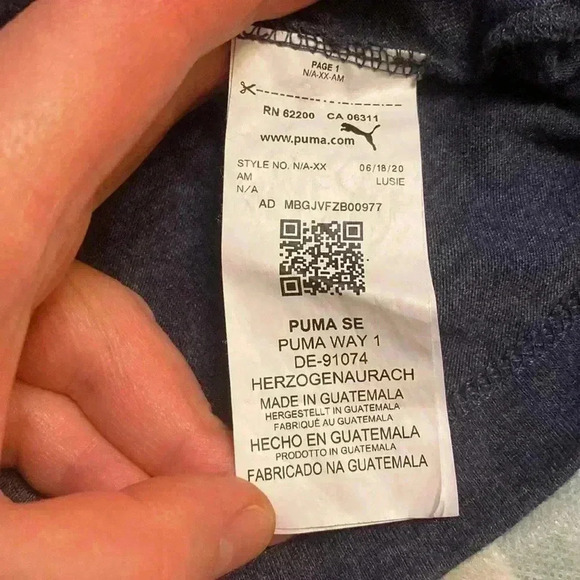 PAGE 1
N/A-XX-AM
RN 62200 CA 06311
www.puma.com
STYLE NO. N/A-XX 06/18/20
AM LUSIE
N/A
AD MBGJVFZB00977
PUMA SE
PUMA WAY 1
DE-91074
HERZOGENAURACH
MADE IN GUATEMALA
HERGESTELLT IN GUATEMALA
FABRIQUÉ AU GUATEMALA
HECHO EN GUATEMALA
PRODOTTO IN GUATEMALA
FABRICADO NA GUATEMALA